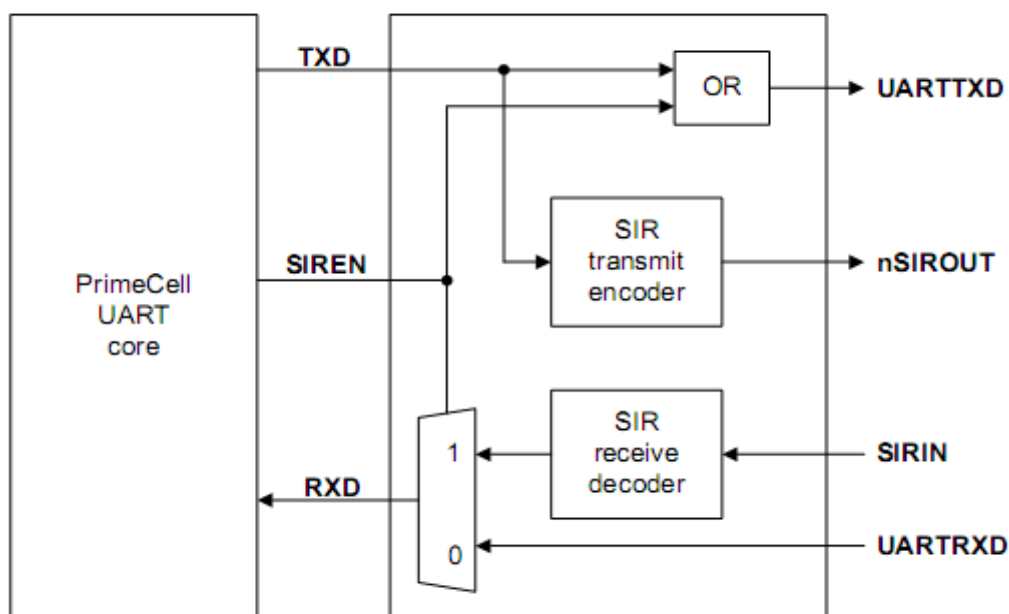 TXD
OR
UARTTXD
SIR
transmit
encoder
nSIROUT
SIREN
PrimeCell
UART
core
SIR
receive
decoder
1
SIRIN
RXD
0
UARTRXD